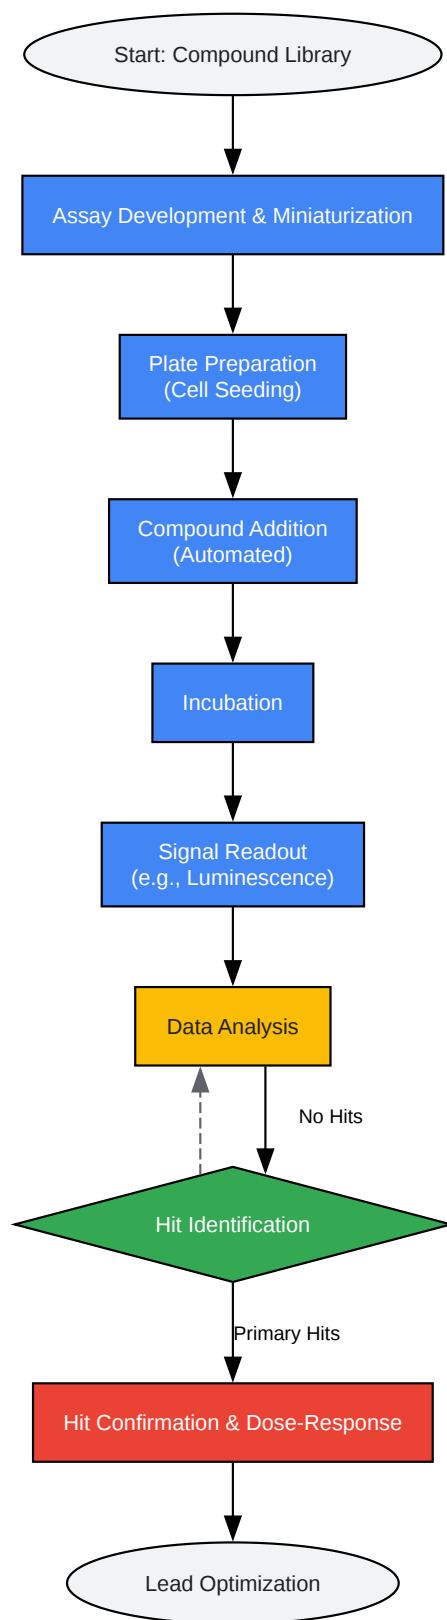 Start: Compound Library
Assay Development & Miniaturization
Plate Preparation
(Cell Seeding)
Compound Addition
(Automated)
Incubation
Signal Readout
(e.g., Luminescence)
Data Analysis
No Hits
Hit Identification
Primary Hits
Hit Confirmation & Dose-Response
Lead Optimization